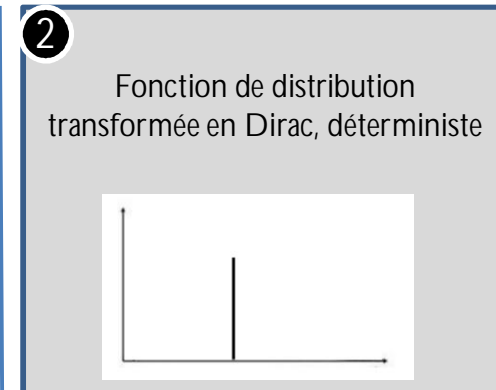 2
Fonction de distribution
transformée en Dirac, déterministe